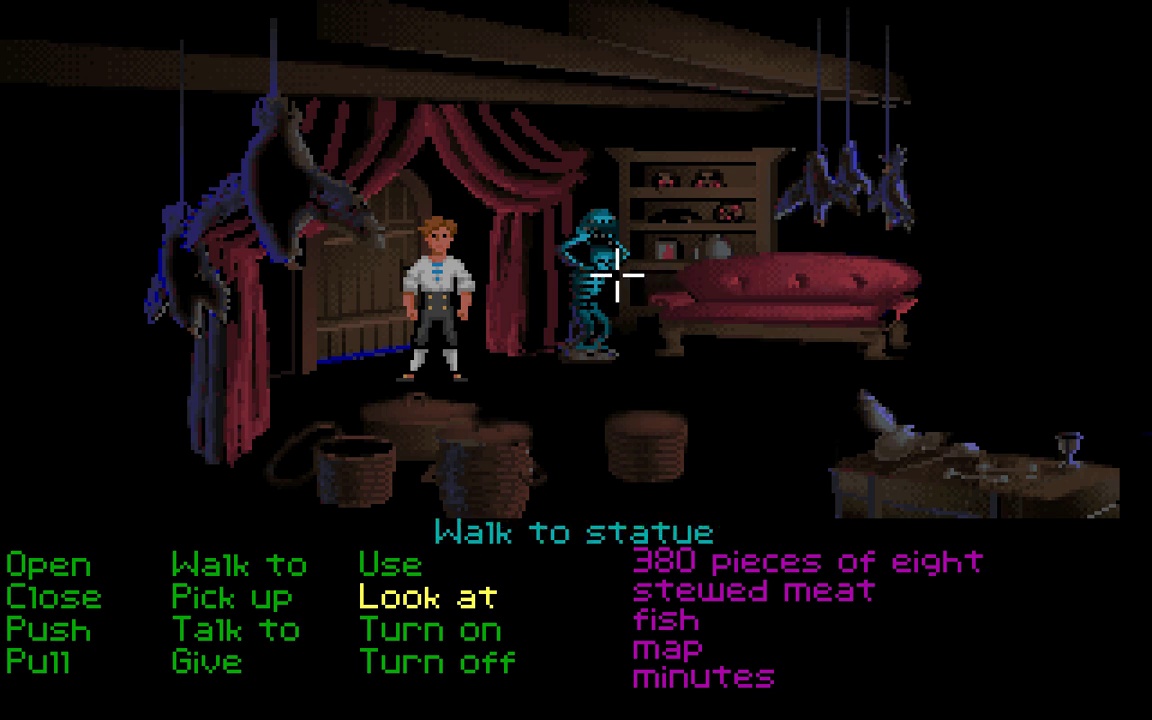 Walk to statue
Open Walk to Use
Close Pick up Look at
Push Talk to Turn on
Pull Give Turn off
380 pieces of eight
stewed meat
fish
map
minutes